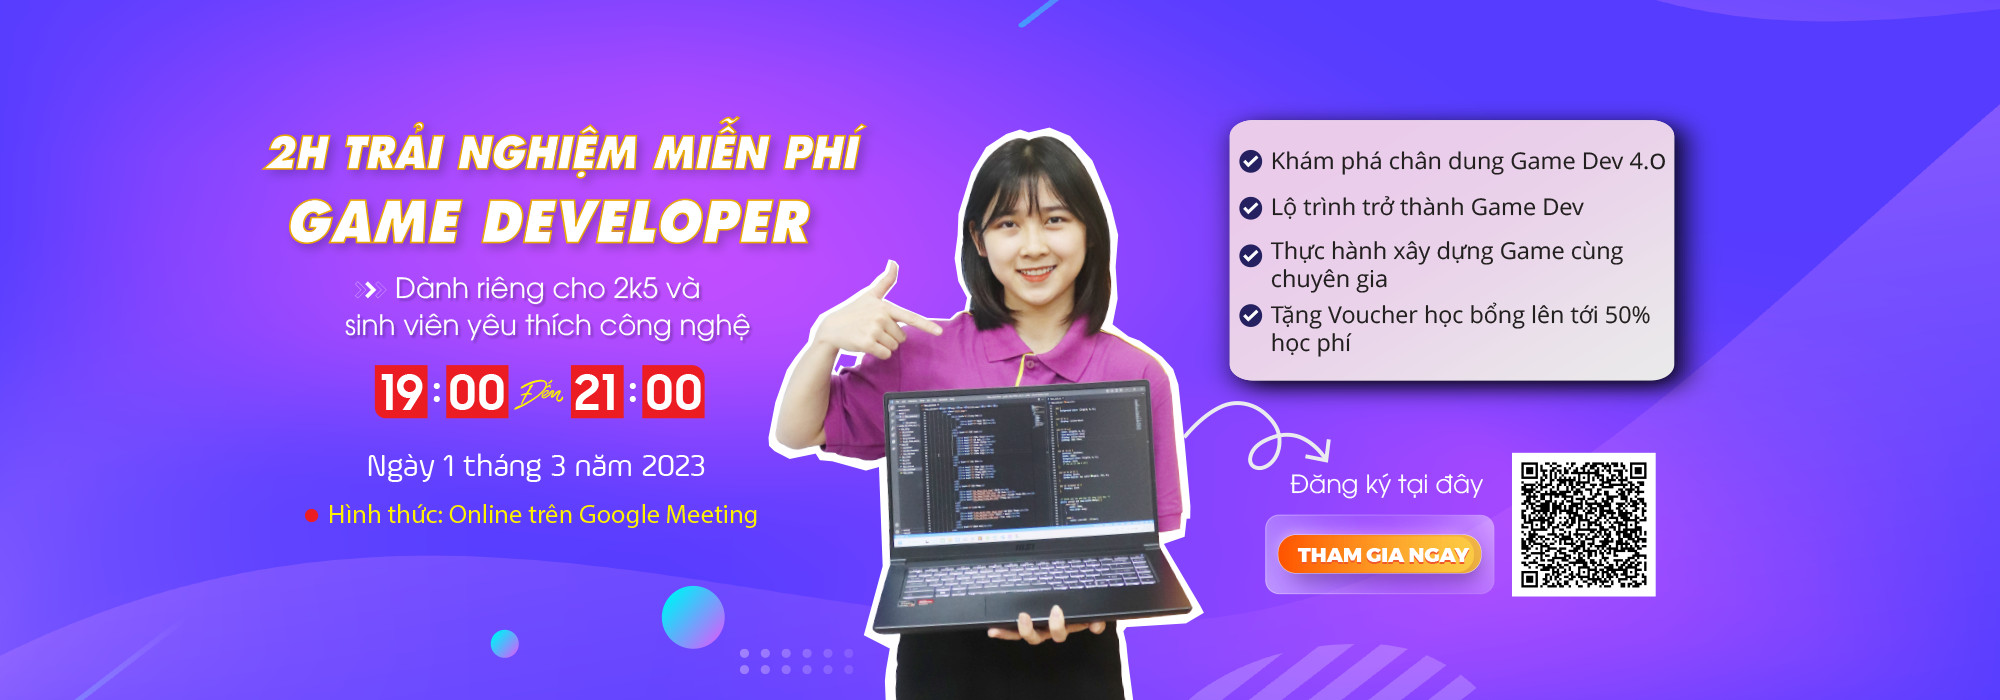 2H TRẢI NGHIỆM MIỄN PHÍ
GAME DEVELOPER
Dành riêng cho 2k5 và
sinh viên yêu thích công nghệ
19:00 Đến 21:00
Ngày 1 tháng 3 năm 2023
Hình thức: Online trên Google Meeting
Khám phá chân dung Game Dev 4.0
Lộ trình trở thành Game Dev
Thực hành xây dựng Game cùng
chuyên gia
Tặng Voucher học bổng lên tới 50%
học phí
Đăng ký tại đây
THAM GIA NGAY